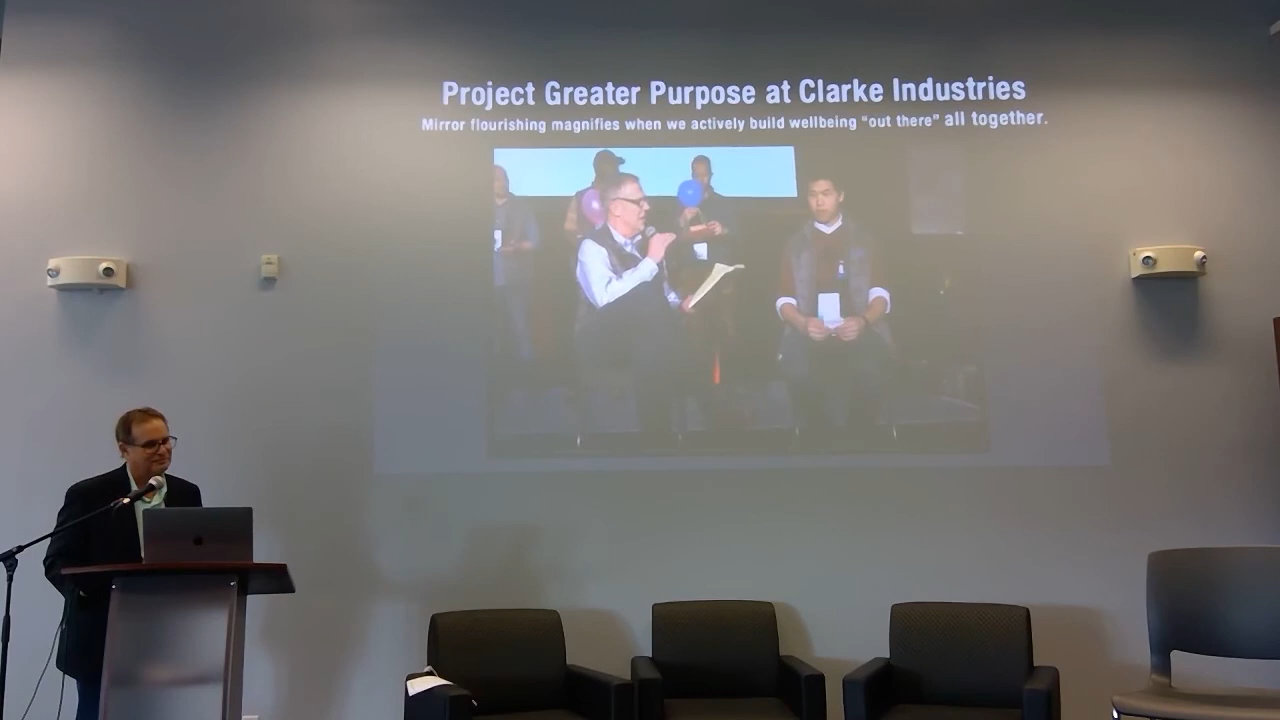 Project Greater Purpose at Clarke Industries
Mirror flourishing magnifies when we actively build wellbeing "out there" all together.